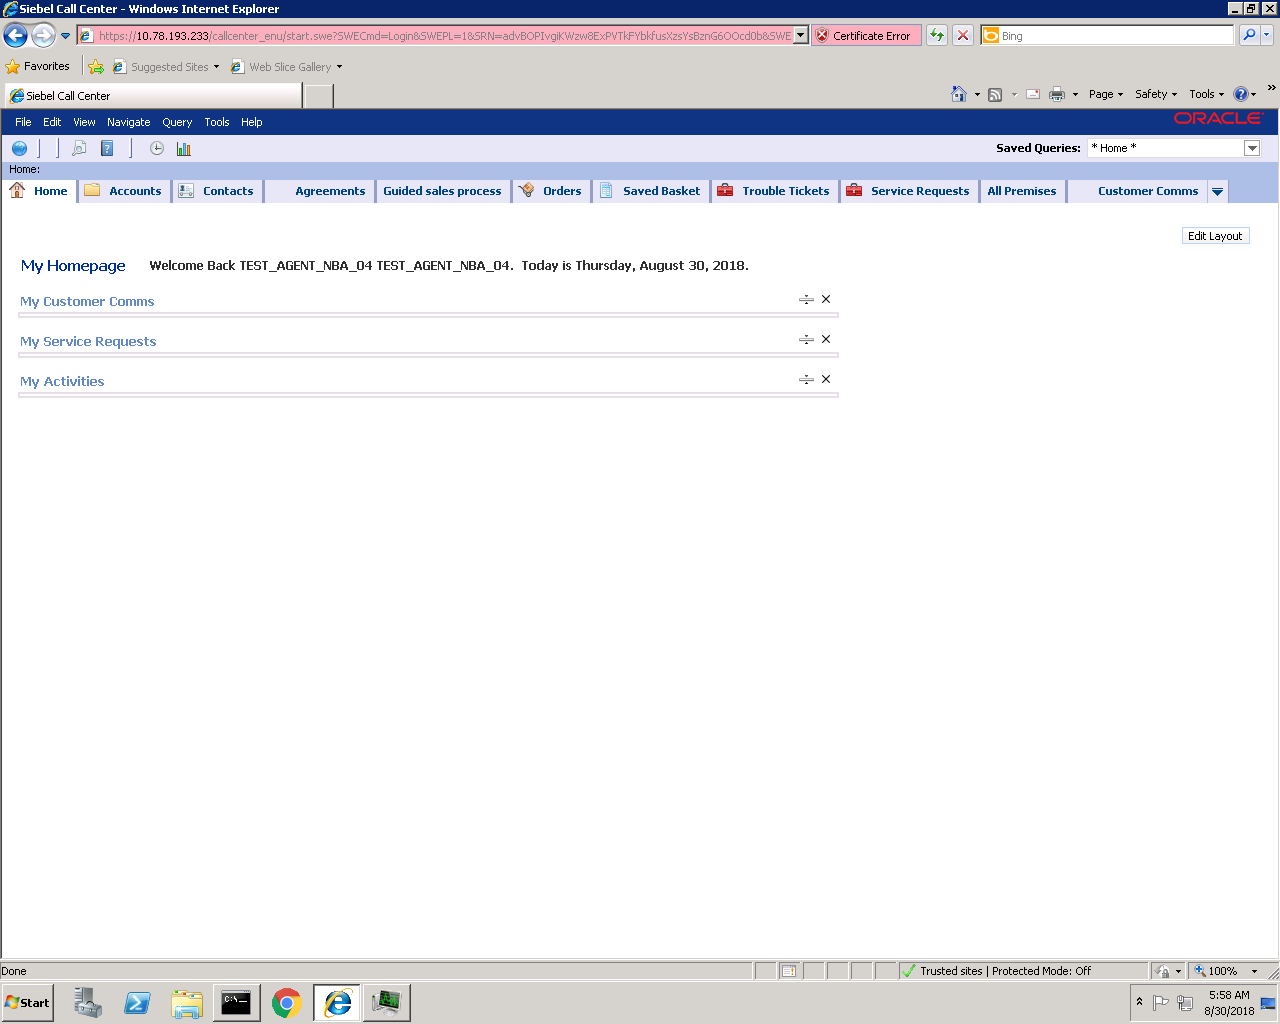 Siebel Call Center - Windows Internet Explorer
https://10.78.193.233/callcenter_enu/start.swe?SWECmd=Login&SWEPL=1&SRN=advBOPIvgiKWzw8ExPVTkFYbkfusXzsYsBznG6OOcd0b&SWE Certificate Error Bing
Favorites Suggested Sites Web Slice Gallery
Siebel Call Center Page Safety Tools »
File Edit View Navigate Query Tools Help ORACLE
Saved Queries: * Home *
Home:
Home Accounts Contacts Agreements Guided sales process Orders Saved Basket Trouble Tickets Service Requests All Premises Customer Comms
Edit Layout
My Homepage Welcome Back TEST_AGENT_NBA_04 TEST_AGENT_NBA_04. Today is Thursday, August 30, 2018.
My Customer Comms
My Service Requests
My Activities
Done Trusted sites | Protected Mode: Off 100%
Start C:\. 5:58 AM
8/30/2018